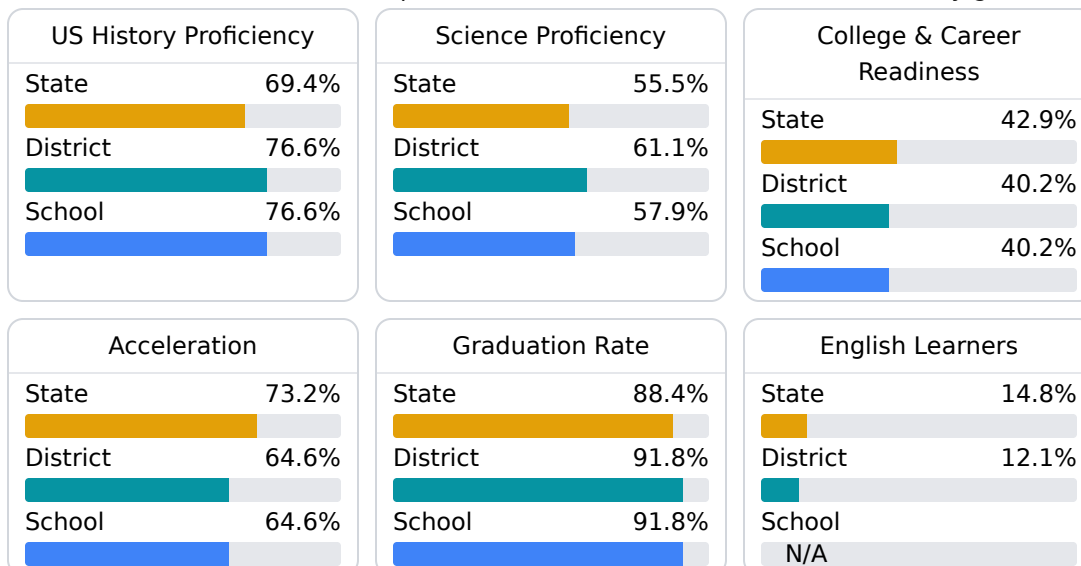 US History Proficiency
State 69.4%
District 76.6%
School 76.6%
Science Proficiency
State 55.5%
District 61.1%
School 57.9%
College & Career
Readiness
State 42.9%
District 40.2%
School 40.2%
Acceleration
State 73.2%
District 64.6%
School 64.6%
Graduation Rate
State 88.4%
District 91.8%
School 91.8%
English Learners
State 14.8%
District 12.1%
School
N/A